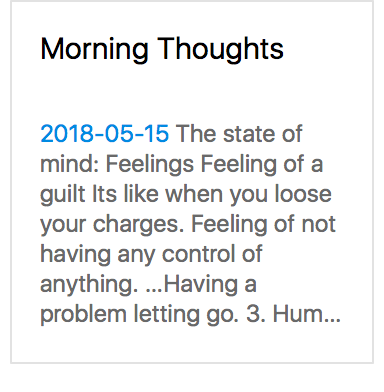 Morning Thoughts
2018-05-15 The state of
mind: Feelings Feeling of a
guilt Its like when you loose
your charges. Feeling of not
having any control of
anything. ...Having a
problem letting go. 3. Hum...